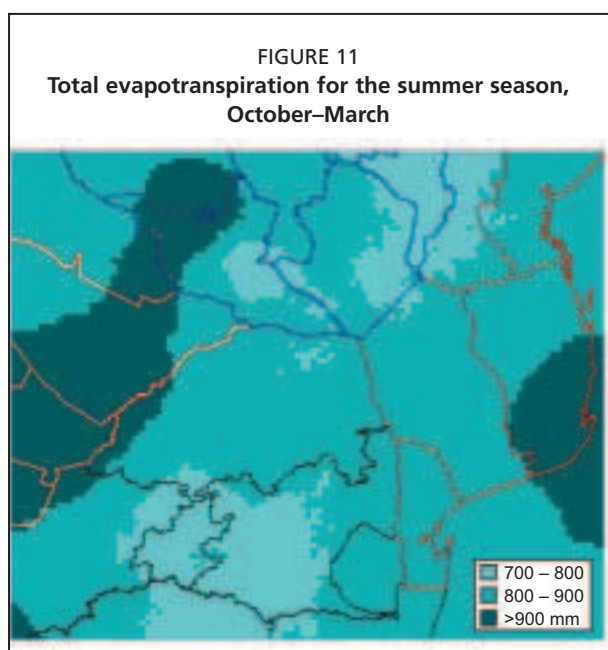 FIGURE 11
Total evapotranspiration for the summer season,
October–March
700 – 800
800 – 900
>900 mm